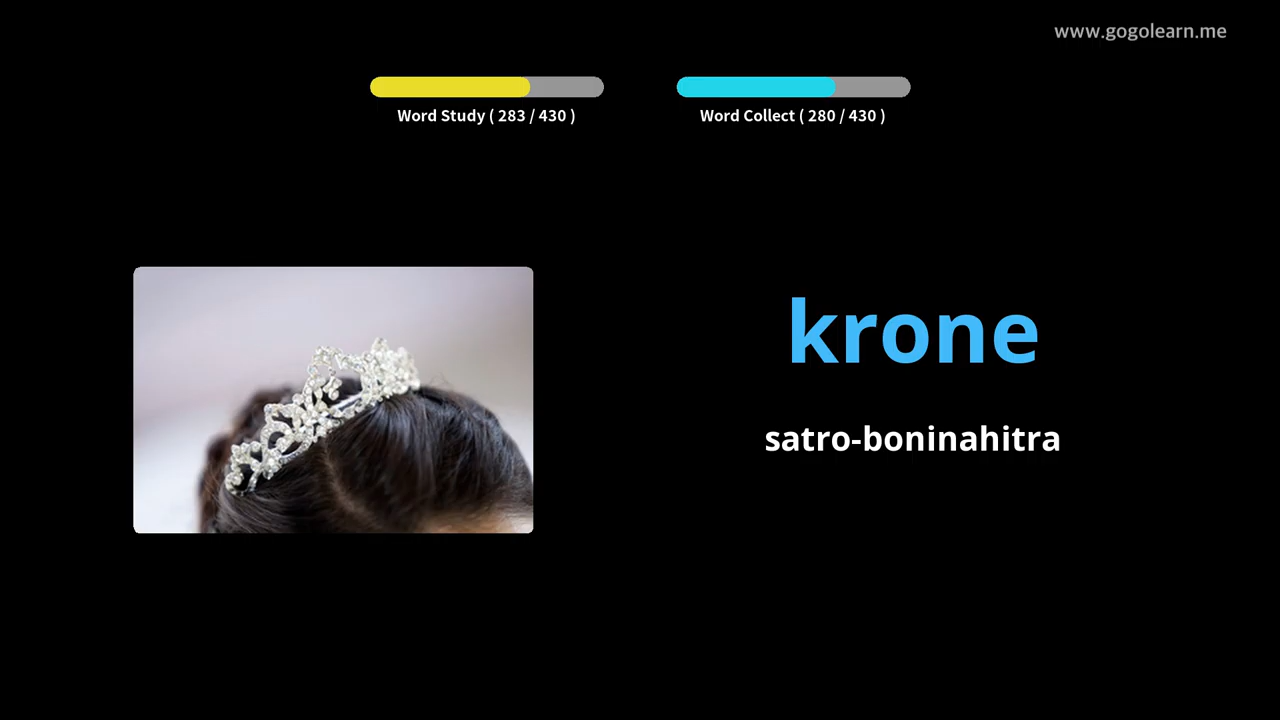 www.gogolearn.me
Word Study ( 283 / 430 )
Word Collect ( 280 / 430 )
krone
satro-boninahitra